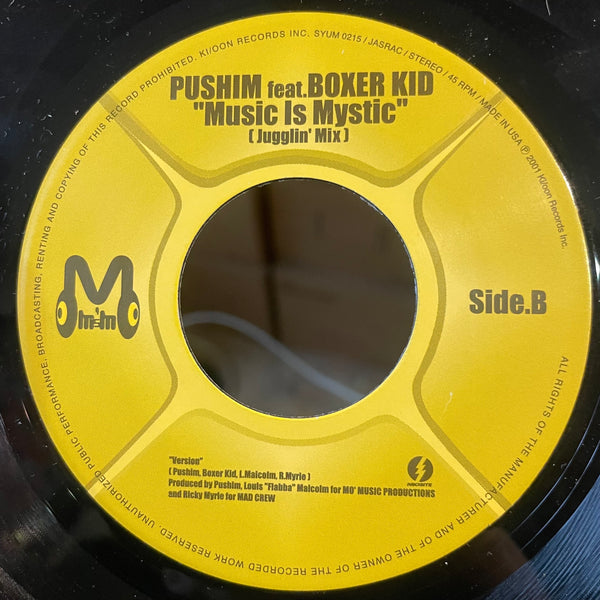 UNAUTHORIZED PUBLIC PERFORMANCE, BROADCASTING, RENTING AND COPYING OF THIS RECORD PROHIBITED. KI/OON RECORDS INC. SYUM 0215 / JASRAC / STEREO / 45 RPM / MADE IN USA ℗ 2001 Ki/oon Records Inc.
PUSHIM feat.BOXER KID
"Music Is Mystic"
( Jugglin' Mix )
M
Side.B
"Version"
( Pushim, Boxer Kid, L.Malcolm, R.Myrie )
Produced by Pushim, Louis "Flabba" Malcolm for MO' MUSIC PRODUCTIONS
and Ricky Myrie for MAD CREW
ALL RIGHTS OF THE MANUFACTURER AND OF THE OWNER OF THE RECORDED WORK RESERVED.